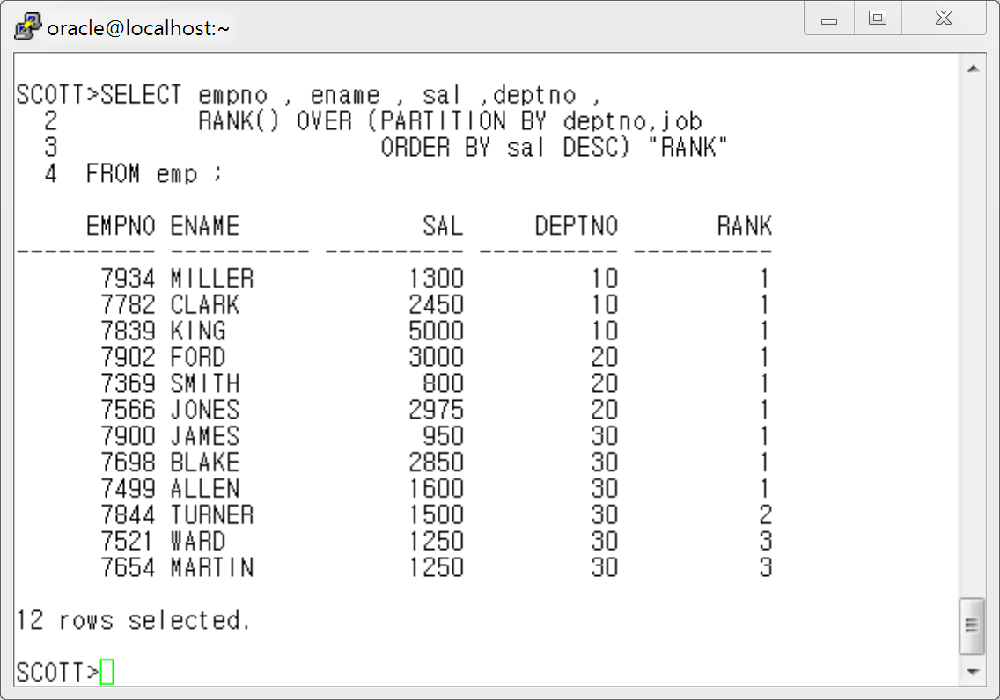 oracle@localhost:~
SCOTT>SELECT empno , ename , sal ,deptno ,
  2          RANK() OVER (PARTITION BY deptno,job
  3                       ORDER BY sal DESC) "RANK"
  4  FROM emp ;
     EMPNO ENAME             SAL     DEPTNO       RANK
---------- ---------- ---------- ---------- ----------
      7934 MILLER           1300         10          1
      7782 CLARK            2450         10          1
      7839 KING             5000         10          1
      7902 FORD             3000         20          1
      7369 SMITH             800         20          1
      7566 JONES            2975         20          1
      7900 JAMES             950         30          1
      7698 BLAKE            2850         30          1
      7499 ALLEN            1600         30          1
      7844 TURNER           1500         30          2
      7521 WARD             1250         30          3
      7654 MARTIN           1250         30          3
12 rows selected.
SCOTT>